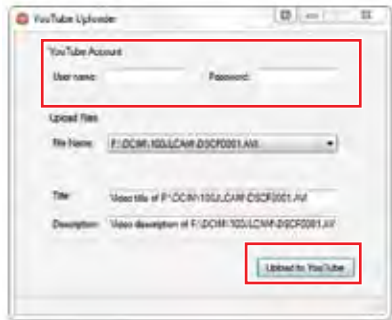 YouTube Uploader
YouTube Account
User name: Password:
Upload Files
File Name: F:\DCIM\100JLCAM\DSCF0001.AVI
Title: Video title of F:\DCIM\100JLCAM\DSCF0001.AVI
Description: Video description of F:\DCIM\100JLCAM\DSCF0001.AVI
Upload to YouTube